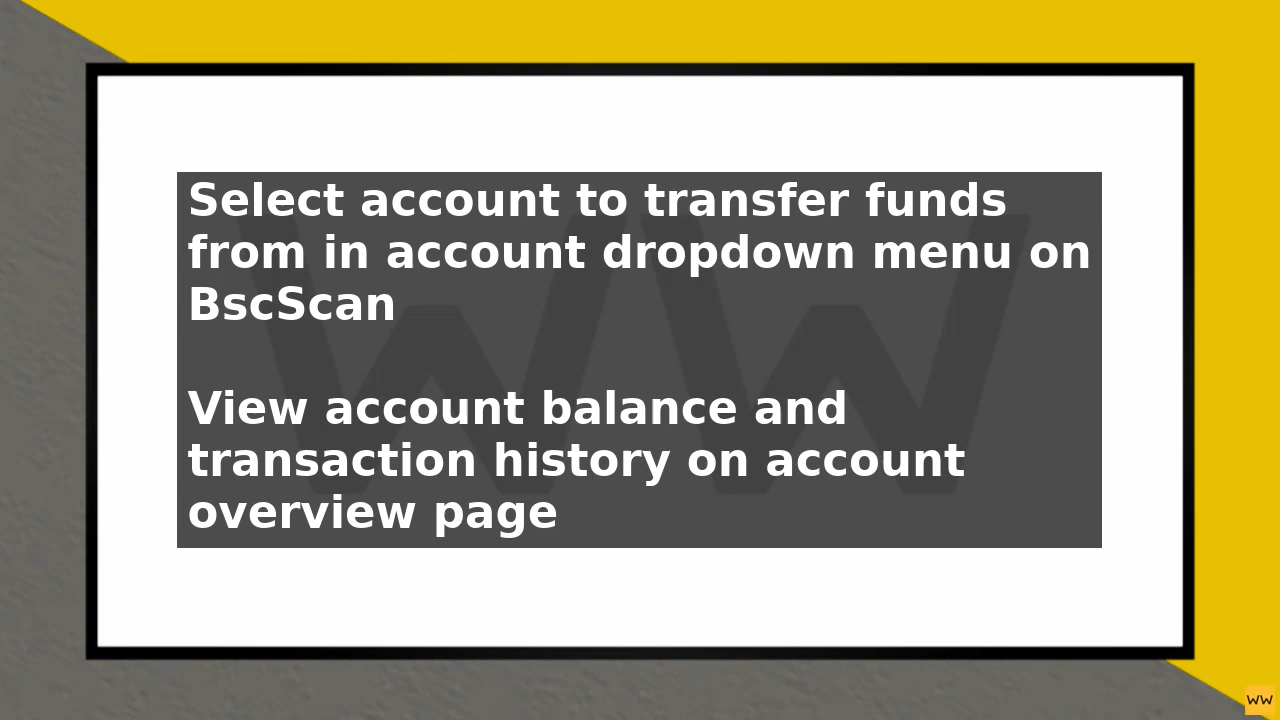 Select account to transfer funds
from in account dropdown menu on
BscScan
View account balance and
transaction history on account
overview page
WW
WW